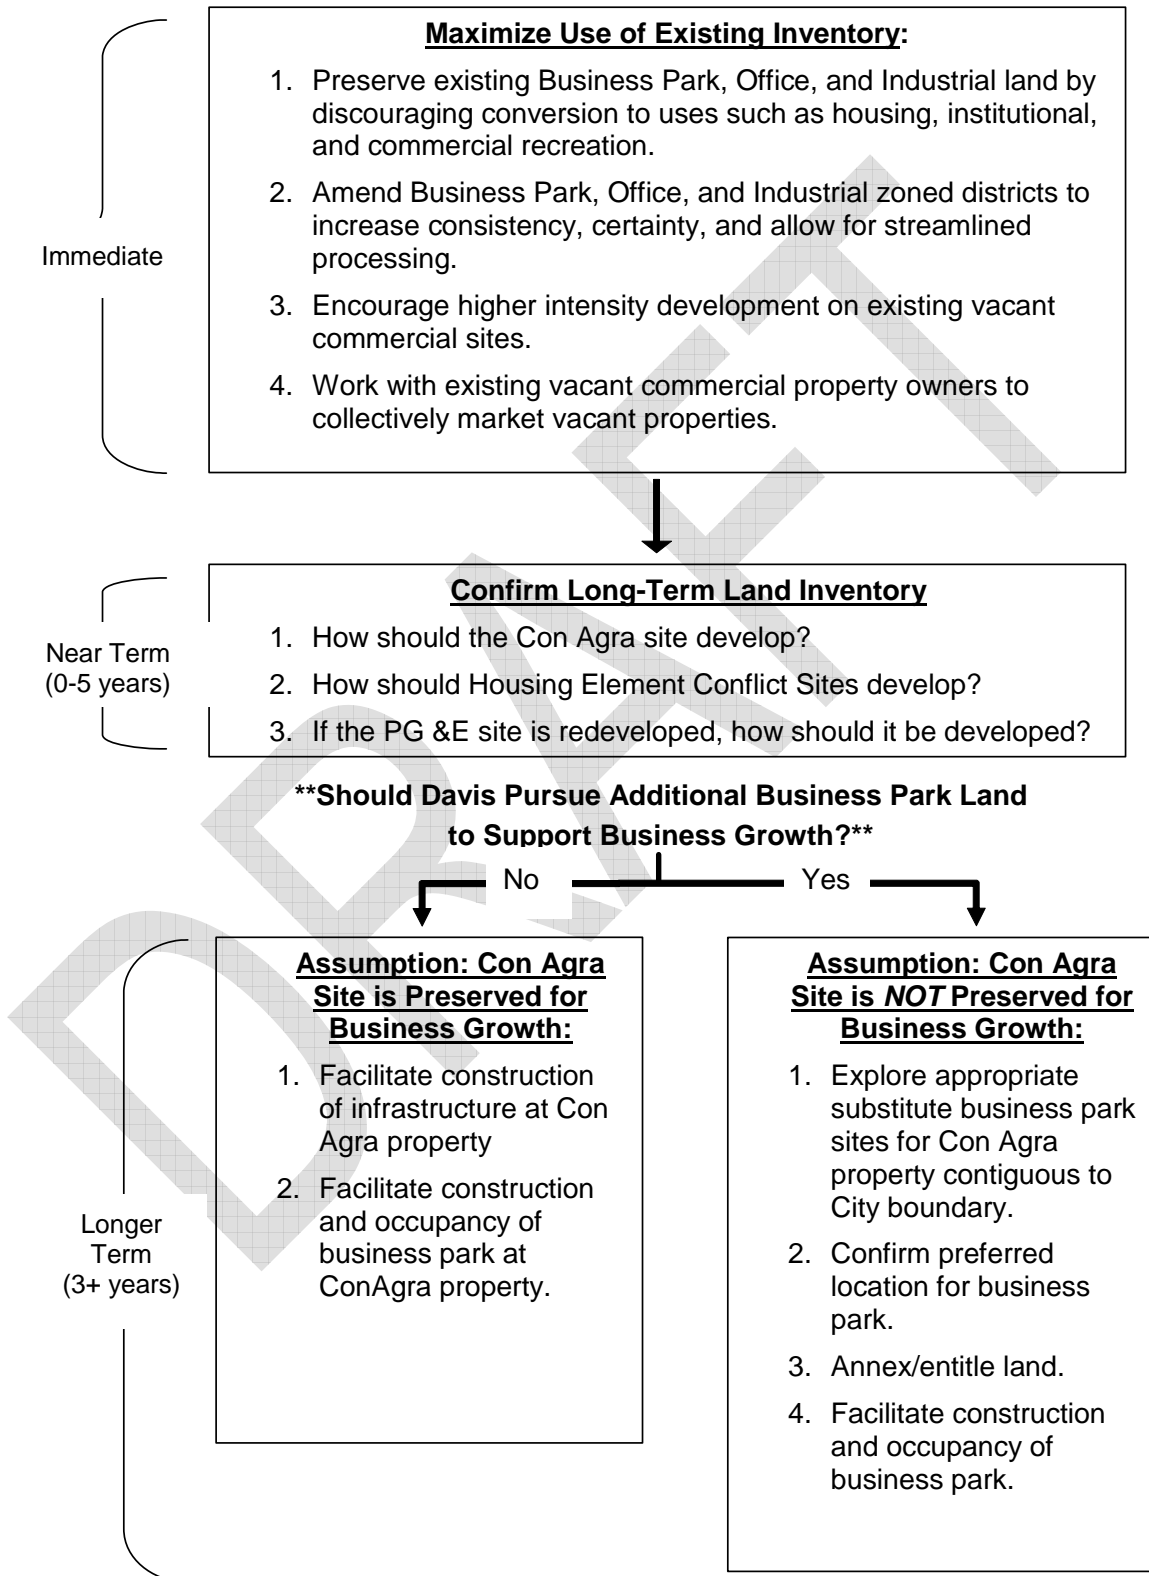 Maximize Use of Existing Inventory:
1. Preserve existing Business Park, Office, and Industrial land by
discouraging conversion to uses such as housing, institutional,
and commercial recreation.
2. Amend Business Park, Office, and Industrial zoned districts to
increase consistency, certainty, and allow for streamlined
processing.
Immediate
3. Encourage higher intensity development on existing vacant
commercial sites.
4. Work with existing vacant commercial property owners to
collectively market vacant properties.
Confirm Long-Term Land Inventory
1. How should the Con Agra site develop?
2. How should Housing Element Conflict Sites develop?
3. If the PG &E site is redeveloped, how should it be developed?
Near Term
(0-5 years)
**Should Davis Pursue Additional Business Park Land
to Support Business Growth?**
No
Yes
Assumption: Con Agra
Site is Preserved for
Business Growth:
1. Facilitate construction
of infrastructure at Con
Agra property
2. Facilitate construction
and occupancy of
business park at
ConAgra property.
Assumption: Con Agra
Site is NOT Preserved for
Business Growth:
1. Explore appropriate
substitute business park
sites for Con Agra
property contiguous to
City boundary.
2. Confirm preferred
location for business
park.
3. Annex/entitle land.
4. Facilitate construction
and occupancy of
business park.
Longer
Term
(3+ years)
DRAFT